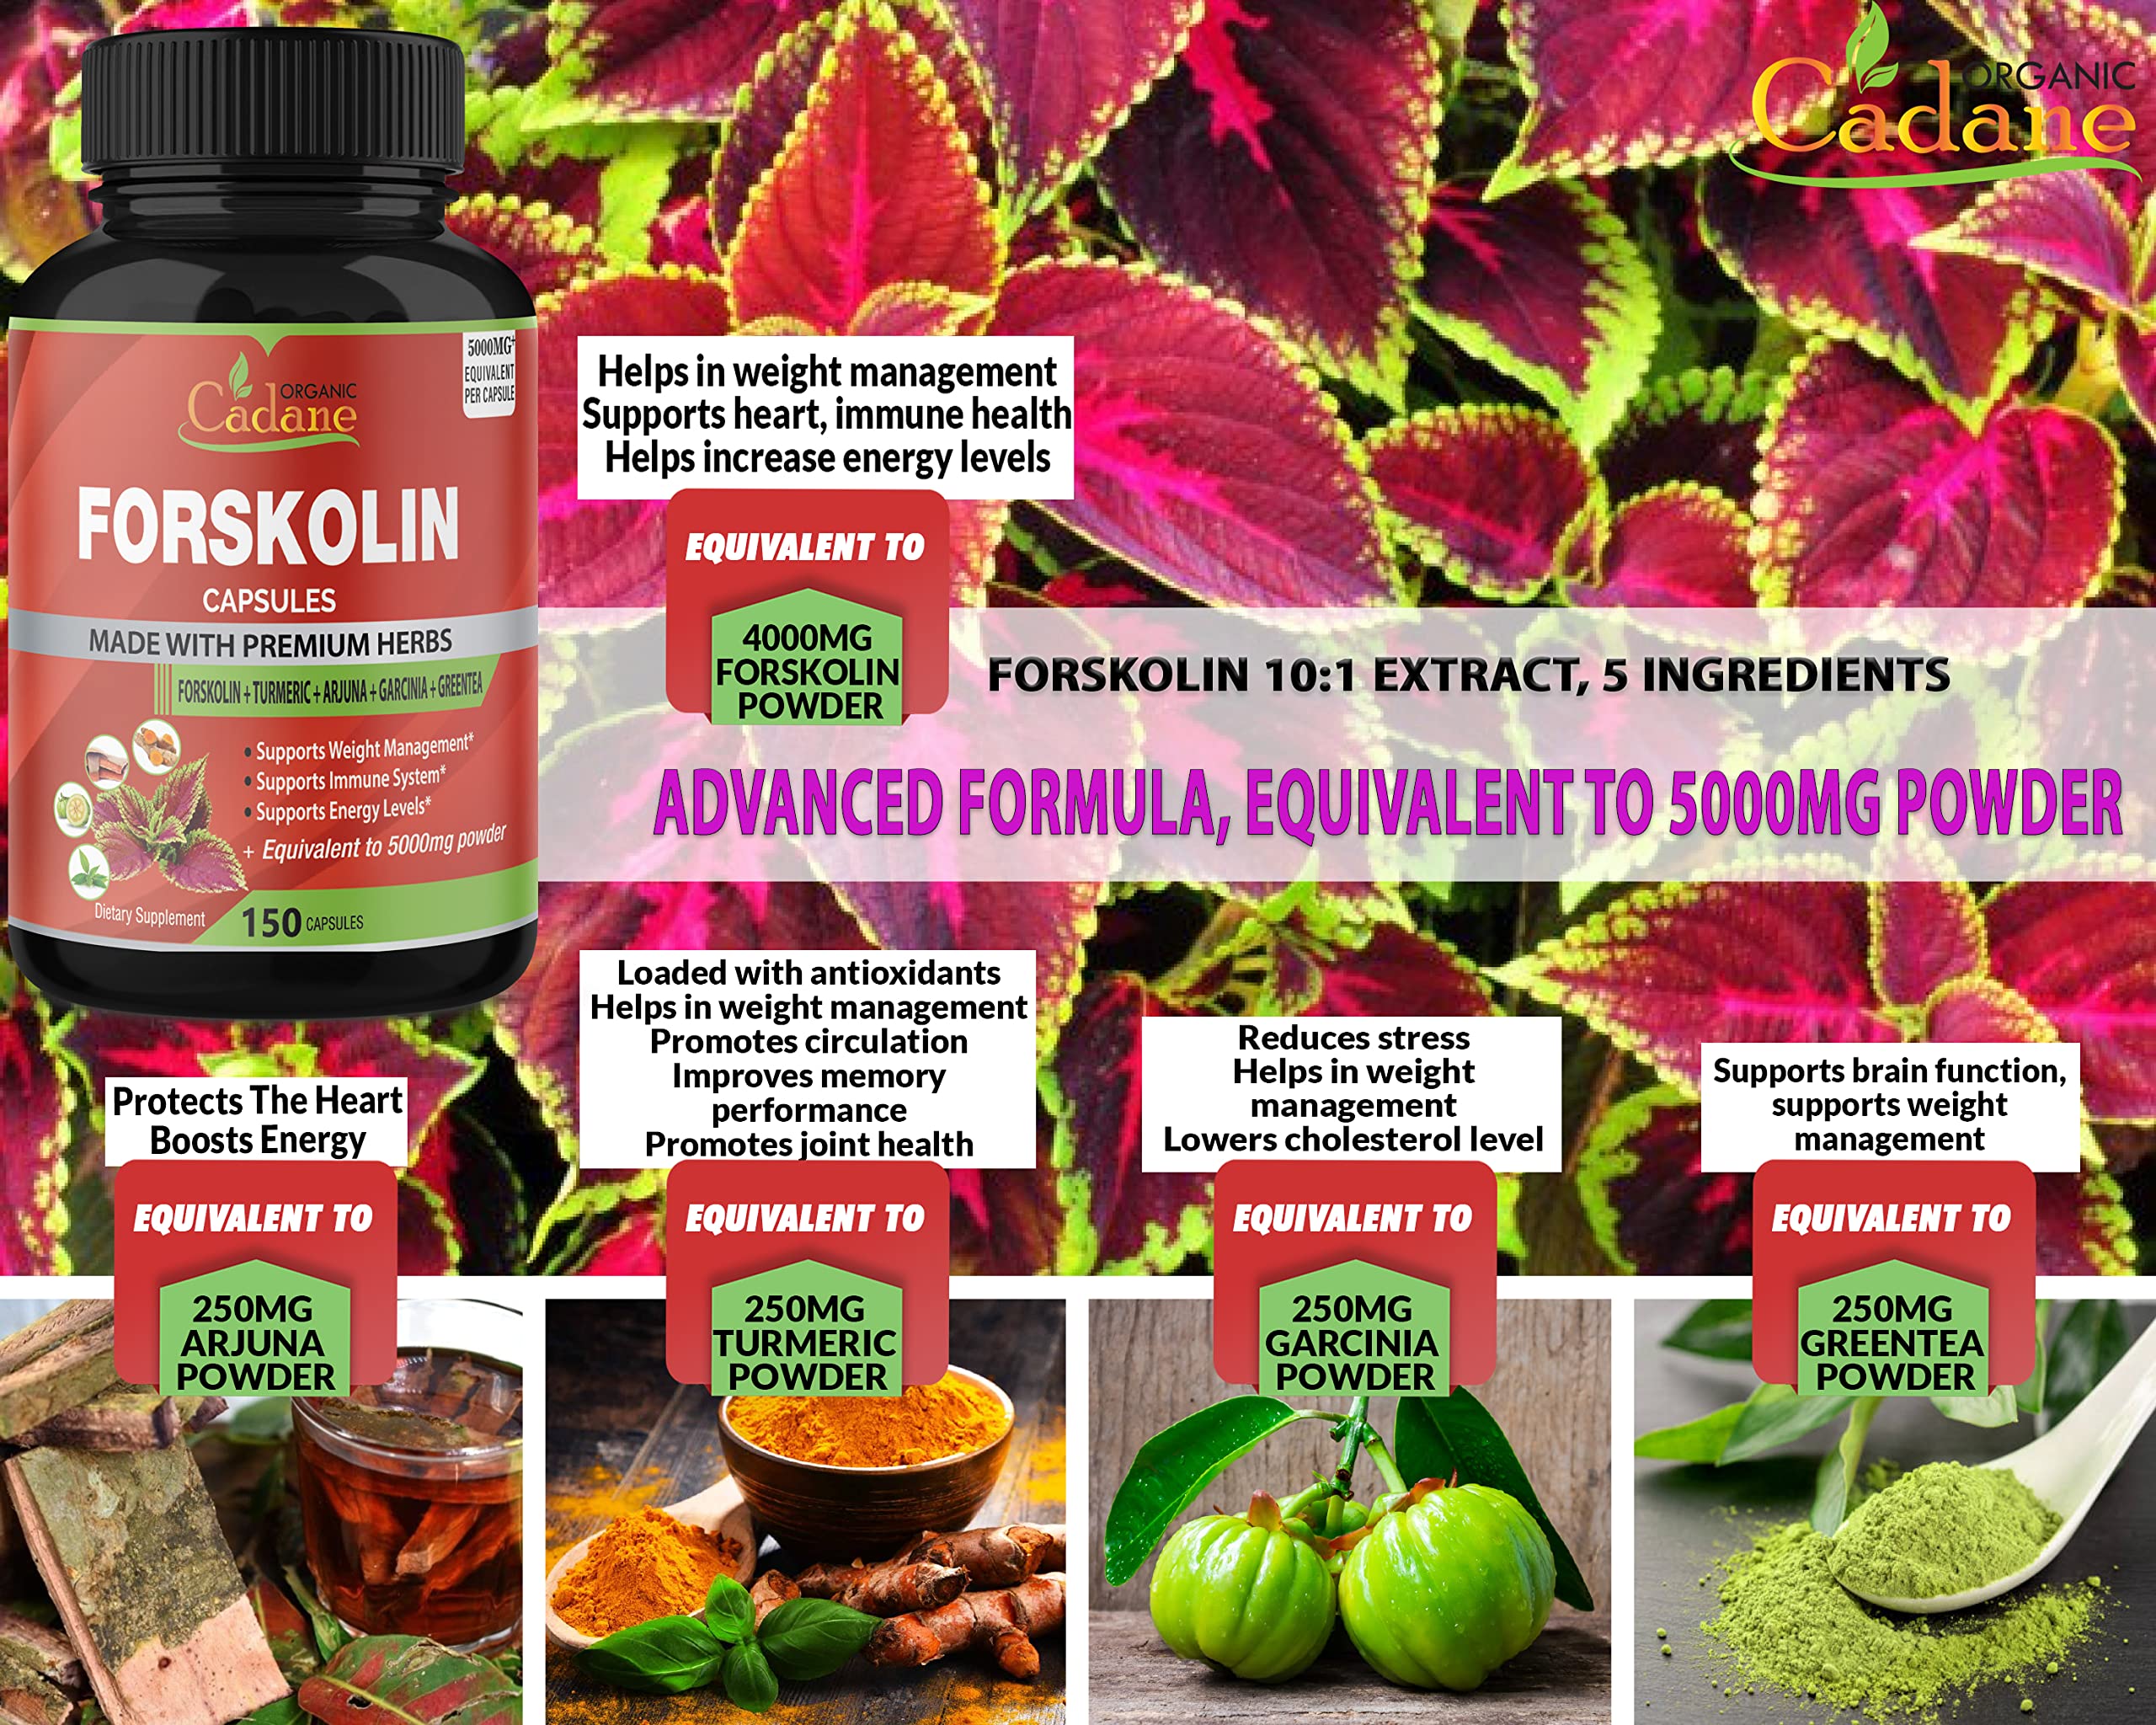 ORGANIC
Cadane
5000MG+
EQUIVALENT
PER CAPSULE
ORGANIC
Cadane
FORSKOLIN
CAPSULES
MADE WITH PREMIUM HERBS
FORSKOLIN + TURMERIC + ARJUNA + GARCINIA + GREENTEA
• Supports Weight Management*
• Supports Immune System*
• Supports Energy Levels*
+ Equivalent to 5000mg powder
Dietary Supplement
150 CAPSULES
Helps in weight management
Supports heart, immune health
Helps increase energy levels
EQUIVALENT TO
4000MG
FORSKOLIN
POWDER
FORSKOLIN 10:1 EXTRACT, 5 INGREDIENTS
ADVANCED FORMULA, EQUIVALENT TO 5000MG POWDER
Protects The Heart
Boosts Energy
EQUIVALENT TO
250MG
ARJUNA
POWDER
Loaded with antioxidants
Helps in weight management
Promotes circulation
Improves memory
performance
Promotes joint health
EQUIVALENT TO
250MG
TURMERIC
POWDER
Reduces stress
Helps in weight
management
Lowers cholesterol level
EQUIVALENT TO
250MG
GARCINIA
POWDER
Supports brain function,
supports weight
management
EQUIVALENT TO
250MG
GREENTEA
POWDER